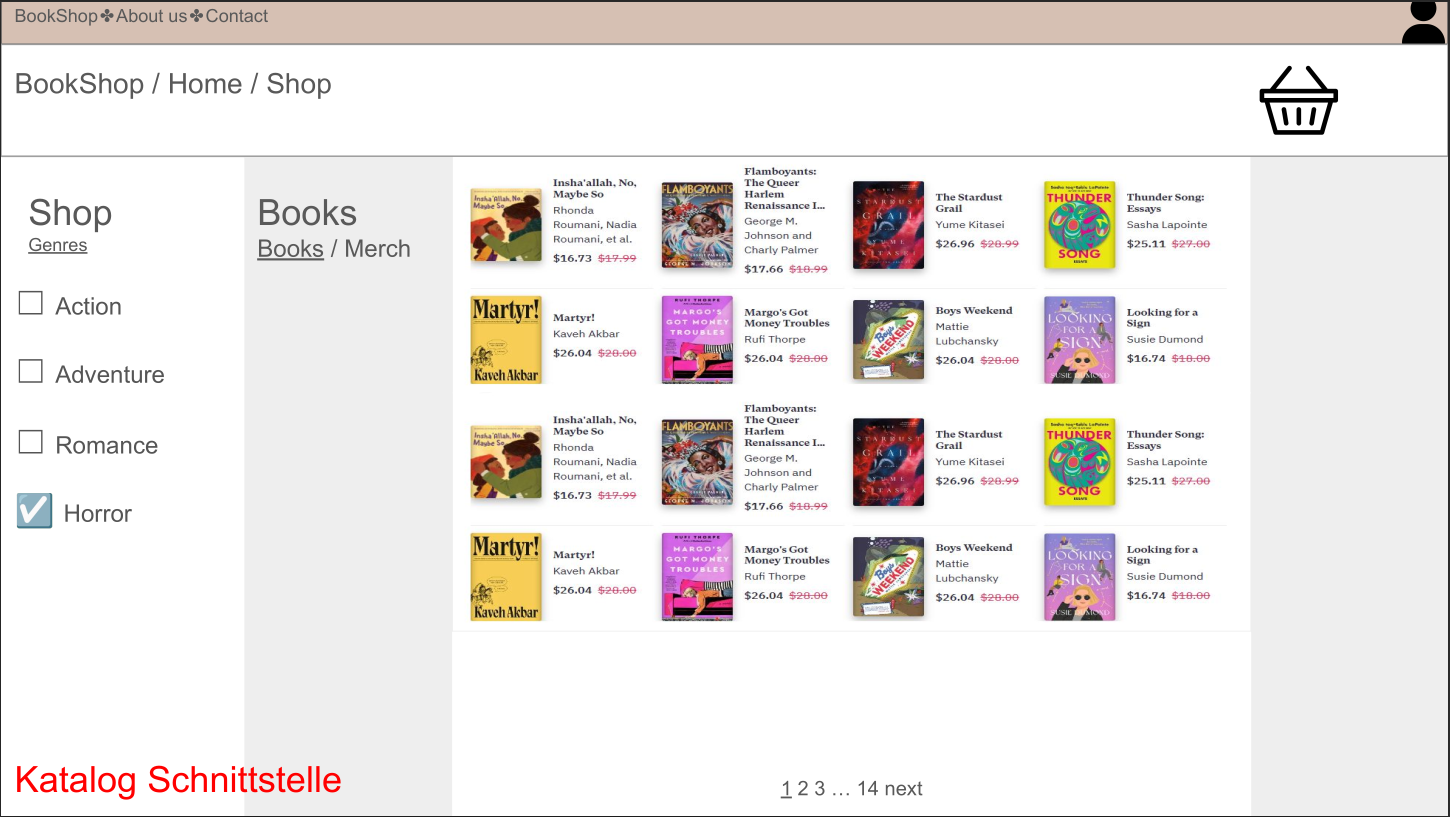 BookShop✤About us✤Contact
BookShop / Home / Shop
Shop
Genres
☐ Action
☐ Adventure
☐ Romance
☑ Horror
Books
Books / Merch
Insha'allah, No,
Maybe So
Rhonda
Roumani, Nadia
Roumani, et al.
$16.73 $17.99
Flamboyants:
The Queer
Harlem
Renaissance I...
George M.
Johnson and
Charly Palmer
$17.66 $18.99
The Stardust
Grail
Yume Kitasei
$26.96 $28.99
Thunder Song:
Essays
Sasha Lapointe
$25.11 $27.00
Martyr!
Kaveh Akbar
$26.04 $28.00
Margo's Got
Money Troubles
Rufi Thorpe
$26.04 $28.00
Boys Weekend
Mattie
Lubchansky
$26.04 $28.00
Looking for a
Sign
Susie Dumond
$16.74 $18.00
Insha'allah, No,
Maybe So
Rhonda
Roumani, Nadia
Roumani, et al.
$16.73 $17.99
Flamboyants:
The Queer
Harlem
Renaissance I...
George M.
Johnson and
Charly Palmer
$17.66 $18.99
The Stardust
Grail
Yume Kitasei
$26.96 $28.99
Thunder Song:
Essays
Sasha Lapointe
$25.11 $27.00
Martyr!
Kaveh Akbar
$26.04 $28.00
Margo's Got
Money Troubles
Rufi Thorpe
$26.04 $28.00
Boys Weekend
Mattie
Lubchansky
$26.04 $28.00
Looking for a
Sign
Susie Dumond
$16.74 $18.00
Katalog Schnittstelle
1 2 3 … 14 next